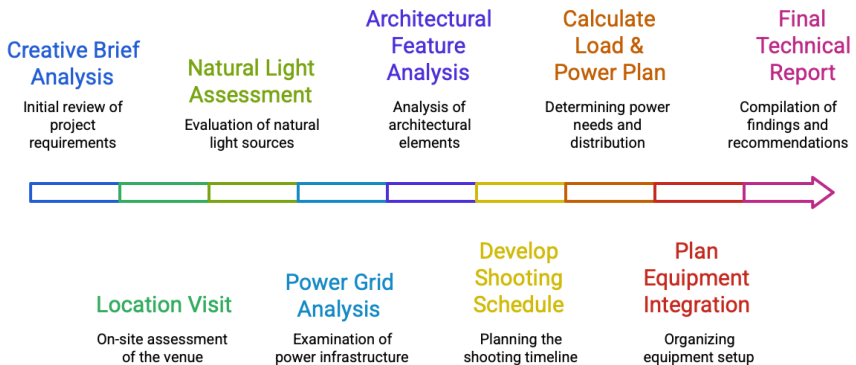 Creative Brief
Analysis
Initial review of
project
requirements
Location Visit
On-site assessment
of the venue
Natural Light
Assessment
Evaluation of natural
light sources
Power Grid
Analysis
Examination of
power infrastructure
Architectural
Feature
Analysis
Analysis of
architectural
elements
Develop
Shooting
Schedule
Planning the
shooting timeline
Calculate
Load &
Power Plan
Determining power
needs and
distribution
Plan
Equipment
Integration
Organizing
equipment setup
Final
Technical
Report
Compilation of
findings and
recommendations